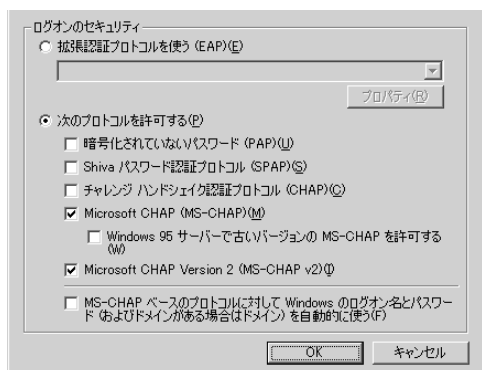 ログオンのセキュリティ
拡張認証プロトコルを使う (EAP)(E)
プロパティ(R)
次のプロトコルを許可する(P)
暗号化されていないパスワード (PAP)(U)
Shiva パスワード認証プロトコル (SPAP)(S)
チャレンジ ハンドシェイク認証プロトコル (CHAP)(C)
Microsoft CHAP (MS-CHAP)(M)
Windows 95 サーバーで古いバージョンの MS-CHAP を許可する
(W)
Microsoft CHAP Version 2 (MS-CHAP v2)(I)
MS-CHAP ベースのプロトコルに対して Windows のログオン名とパスワー
ド (およびドメインがある場合はドメイン) を自動的に使う(F)
OK
キャンセル